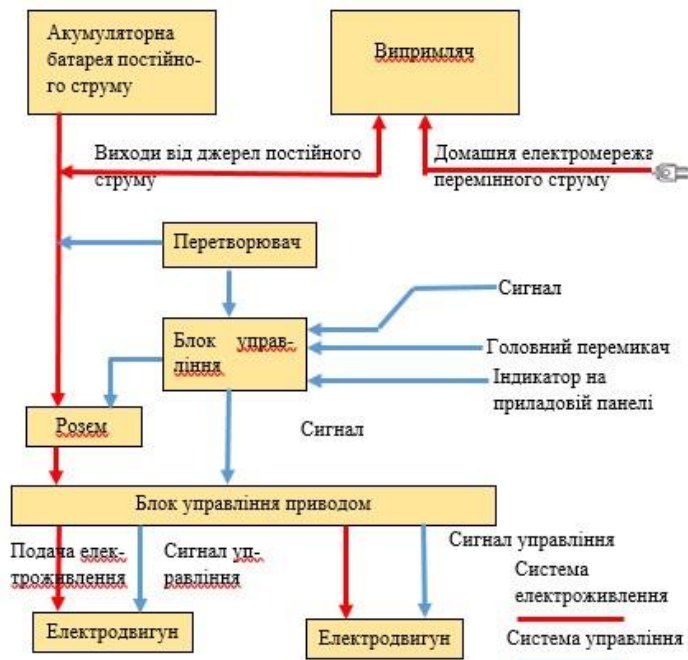 Акумуляторна
батарея постійно-
го струму
Випримляч
Виходи від джерел постійного
струму
Домашня електромережа
перемінного струму
Перетворювач
Сигнал
Блок управ-
ління
Головний перемикач
Індикатор на
приладовій панелі
Розєм
Сигнал
Блок управління приводом
Подача елек-
троживлення
Сигнал уп-
равління
Сигнал управління
Система
електроживлення
Електродвигун
Електродвигун
Система управління